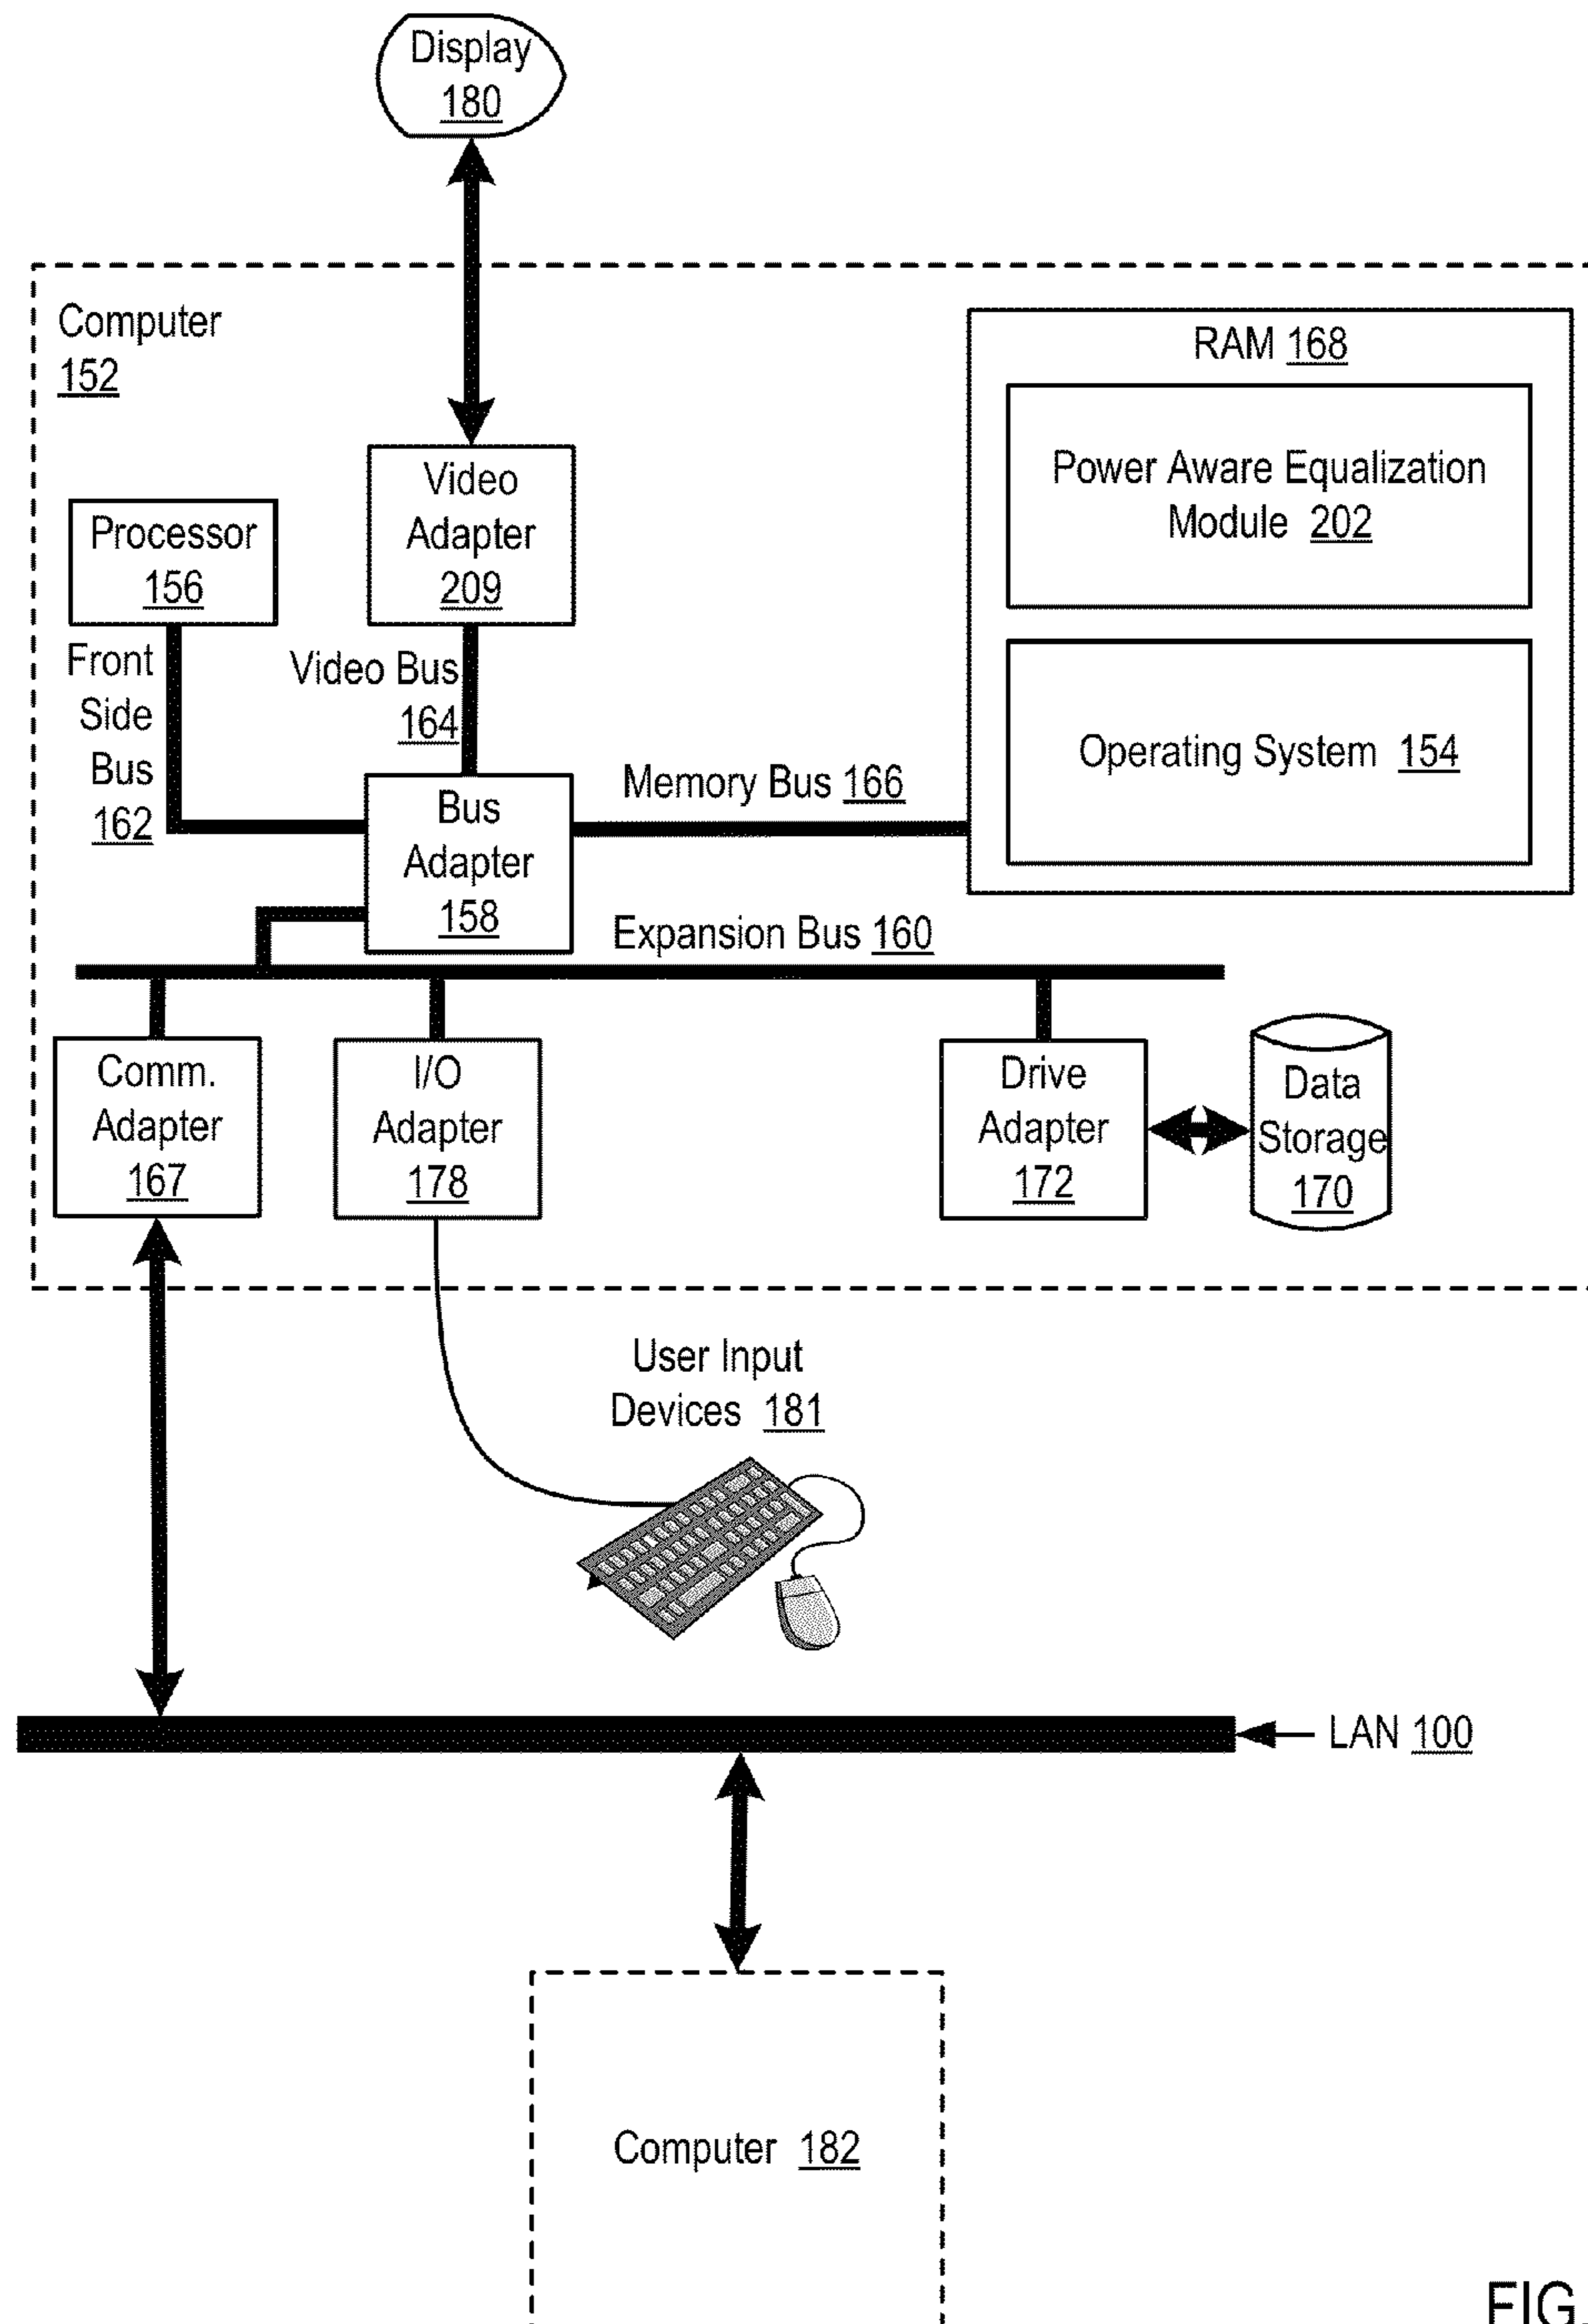 Display
180
Computer
152
RAM 168
Power Aware Equalization
Module 202
Operating System 154
Video
Adapter
209
Processor
156
Front
Side
Bus
162
Video Bus
164
Bus
Adapter
158
Memory Bus 166
Expansion Bus 160
Comm.
Adapter
167
I/O
Adapter
178
Drive
Adapter
172
Data
Storage
170
User Input
Devices 181
LAN 100
Computer 182
FIG.